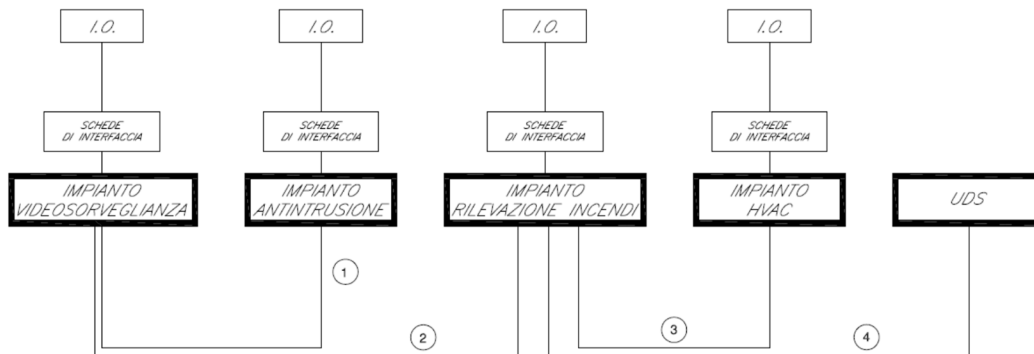 I.O.
I.O.
I.O.
I.O.
SCHEDE
DI INTERFACCIA
SCHEDE
DI INTERFACCIA
SCHEDE
DI INTERFACCIA
SCHEDE
DI INTERFACCIA
IMPIANTO
VIDEOSORVEGLIANZA
IMPIANTO
ANTINTRUSIONE
IMPIANTO
RILEVAZIONE INCENDI
IMPIANTO
HVAC
UDS
1
2
3
4